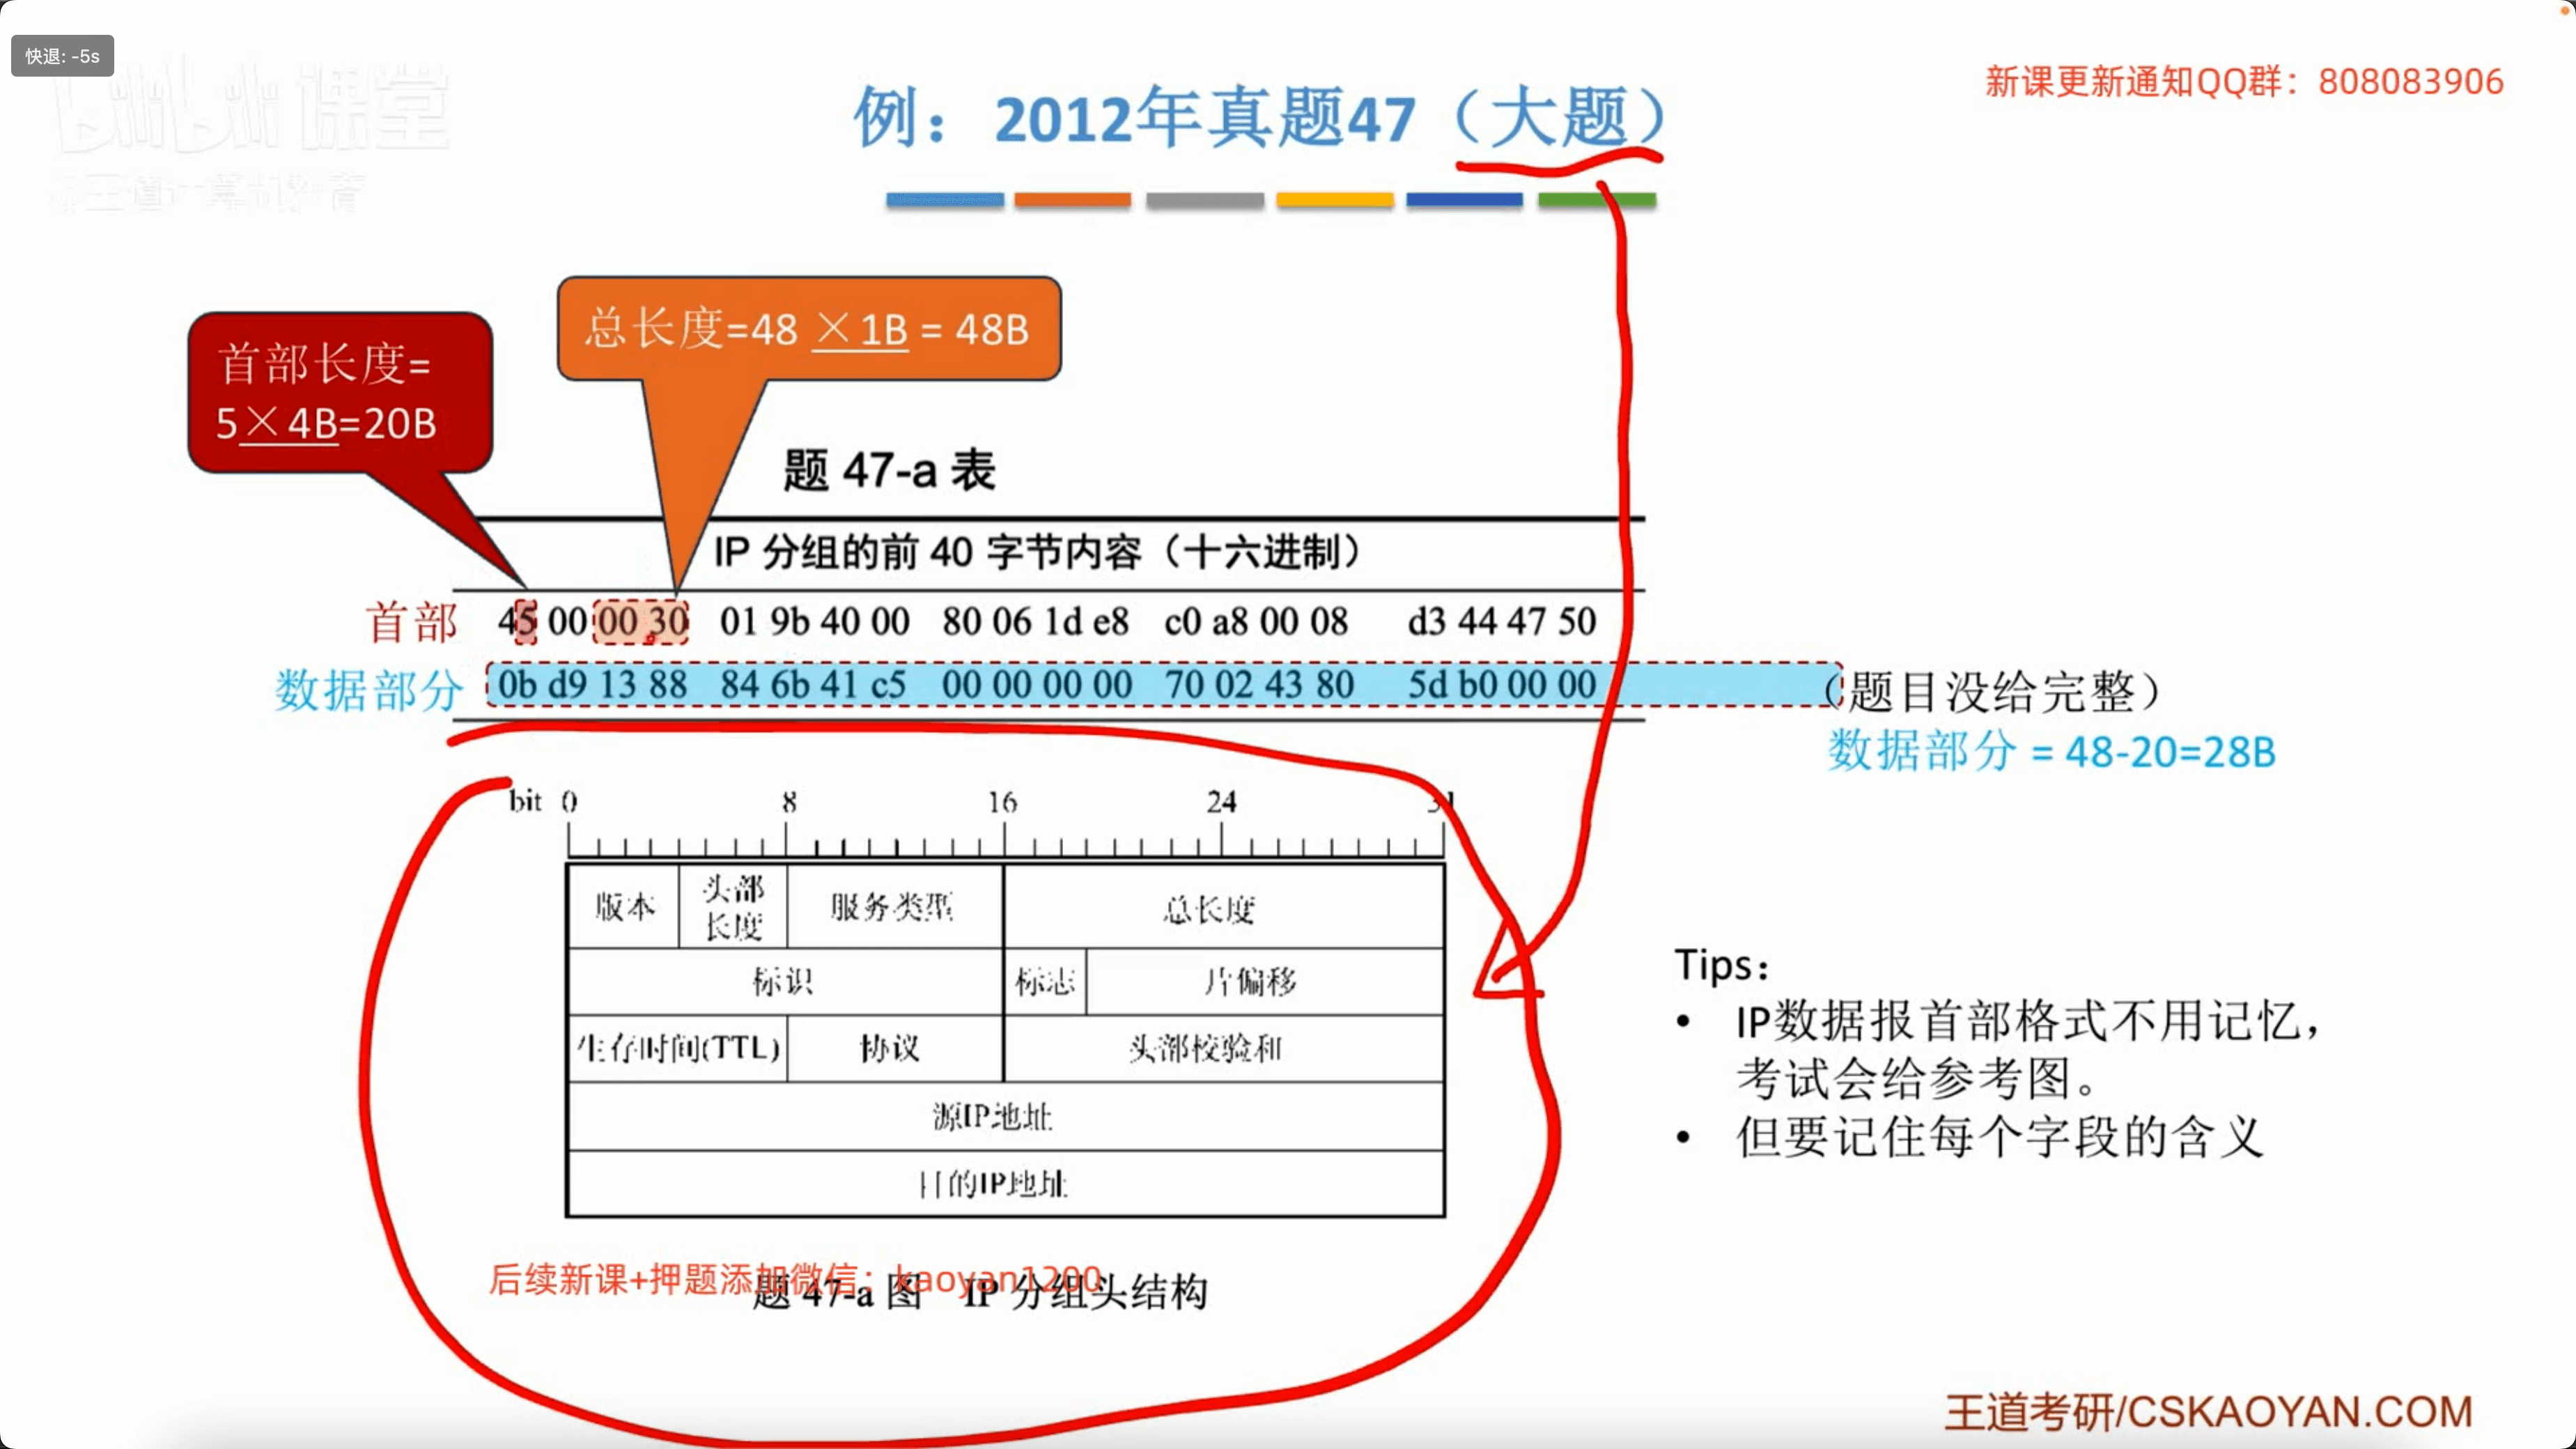 快退: -5s
bilibili 课堂
新课更新通知QQ群：808083906
例：2012年真题47（大题）
总长度=48 ×1B = 48B
首部长度=
5×4B=20B
题 47-a 表
IP 分组的前 40 字节内容（十六进制）
首部 45 00 00 30 01 9b 40 00 80 06 1d e8 c0 a8 00 08 d3 44 47 50
数据部分 0b d9 13 88 84 6b 41 c5 00 00 00 00 70 02 43 80 5d b0 00 00 （题目没给完整）
数据部分 = 48-20=28B
bit 0 8 16 24 31
版本 头部长度 服务类型 总长度
标识 标志 片偏移
生存时间(TTL) 协议 头部校验和
源IP地址
目的IP地址
后续新课+押题添加微信：kaoyan1200
题 47-a 图 IP 分组头结构
Tips：
• IP数据报首部格式不用记忆，
考试会给参考图。
• 但要记住每个字段的含义
王道考研/CSKAOYAN.COM